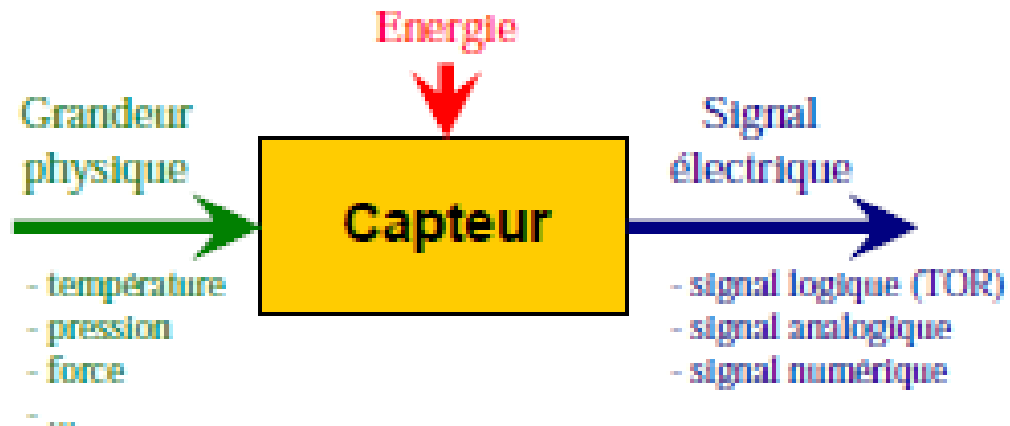 Energie
Grandeur
physique
Signal
électrique
Capteur
- température
- pression
- force
- ...
- signal logique (TOR)
- signal analogique
- signal numérique